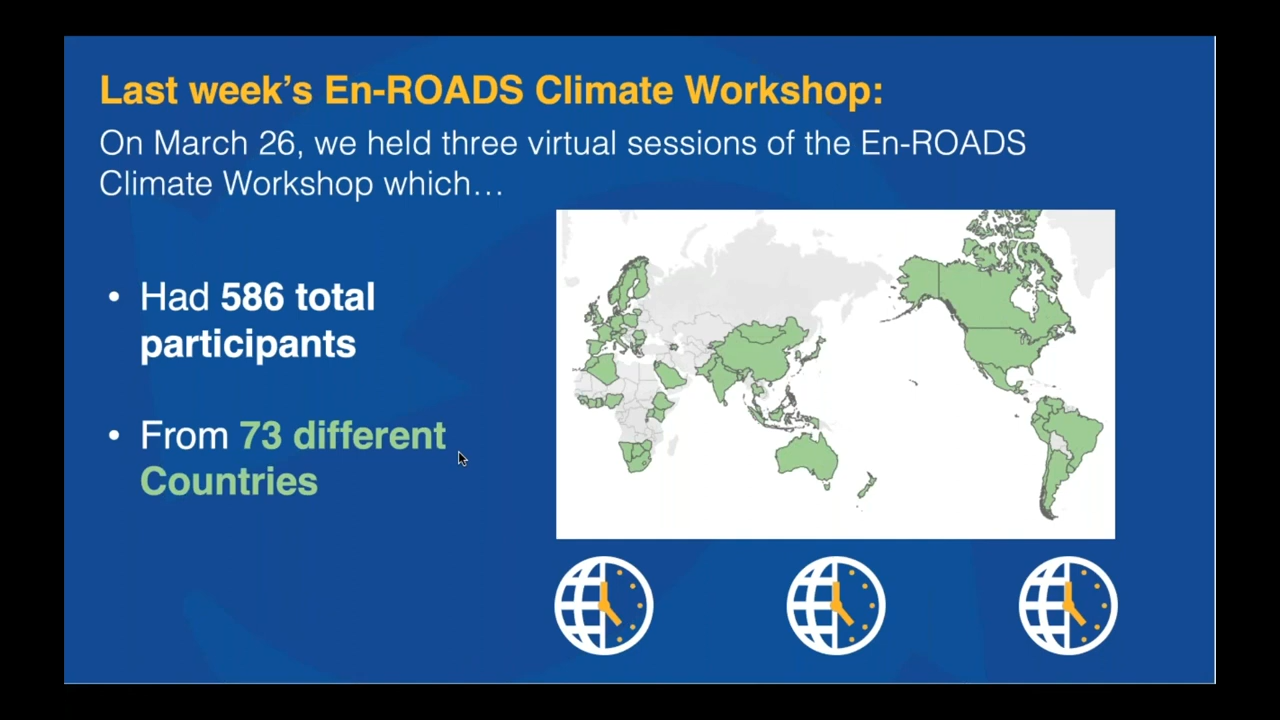 Last week’s En-ROADS Climate Workshop:
On March 26, we held three virtual sessions of the En-ROADS
Climate Workshop which…
• Had 586 total
participants
• From 73 different
Countries